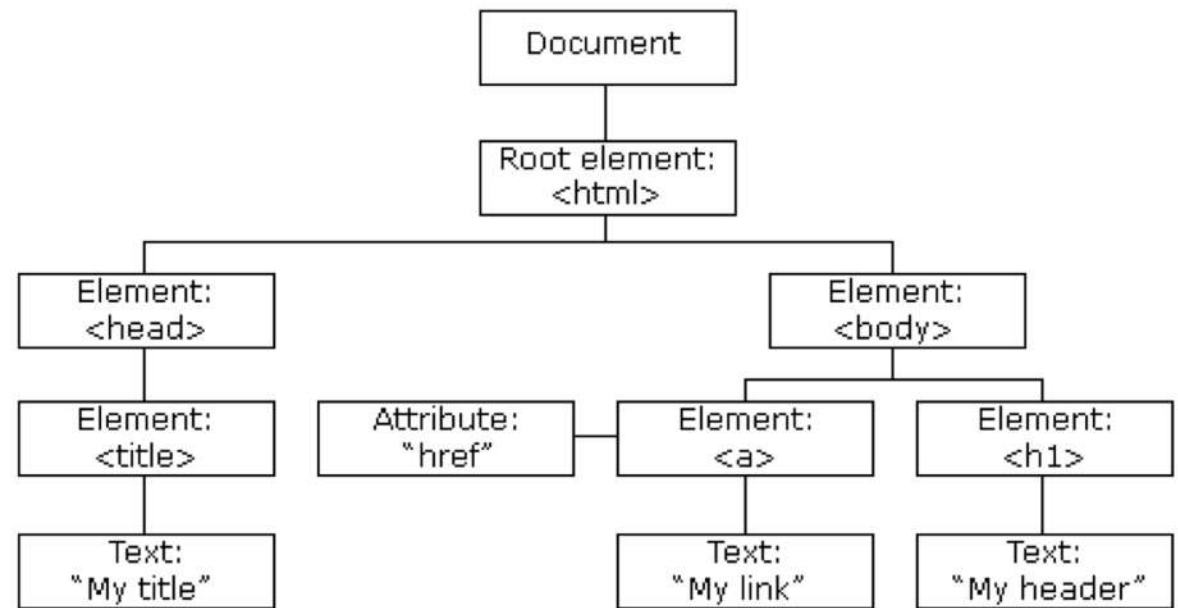 Document
Root element:
<html>
Element:
<head>
Element:
<body>
Element:
<title>
Attribute:
“href”
Element:
<a>
Element:
<h1>
Text:
“My title”
Text:
“My link”
Text:
“My header”